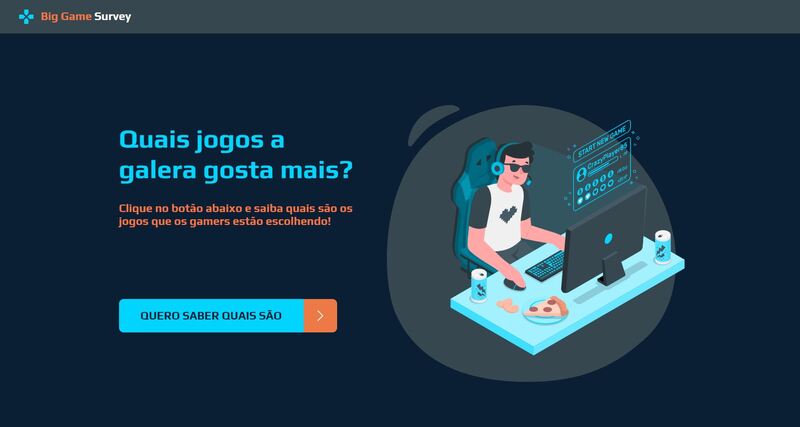 Big Game Survey
Quais jogos a
galera gosta mais?
Clique no botão abaixo e saiba quais são os
jogos que os gamers estão escolhendo!
QUERO SABER QUAIS SÃO
START NEW GAME
CrazyPlayer85